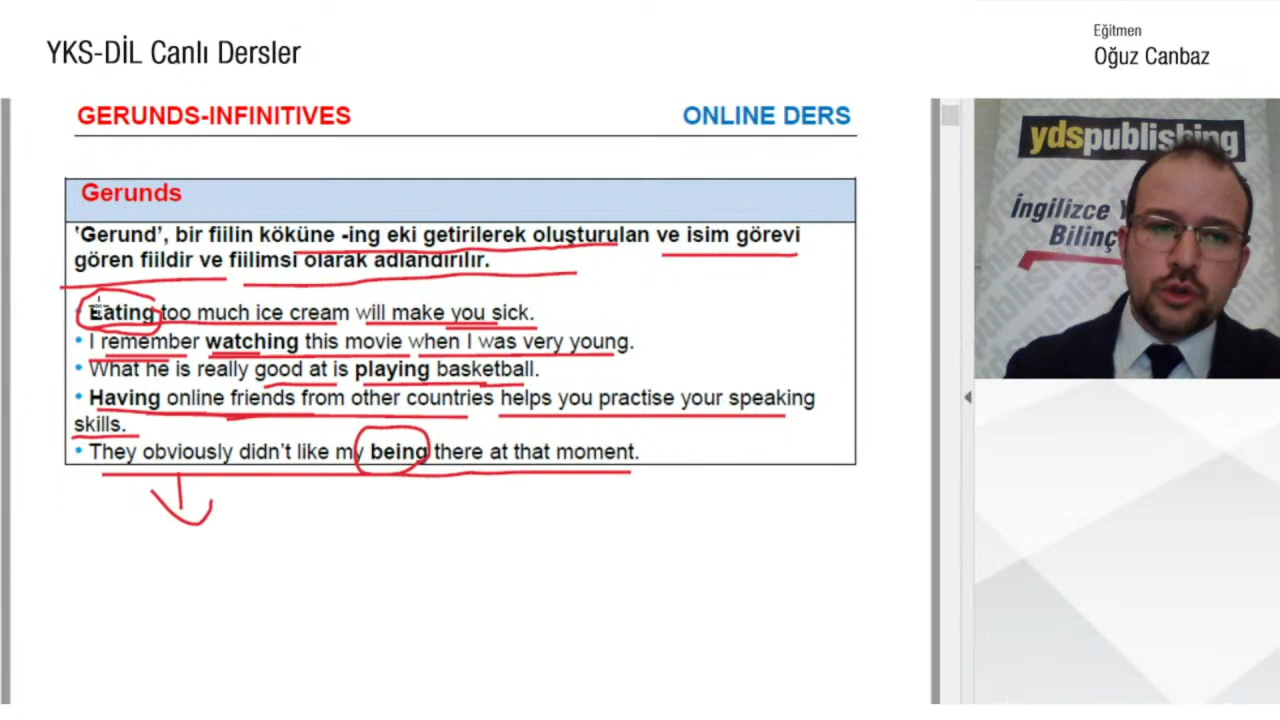 YKS-DİL Canlı Dersler
Eğitmen
Oğuz Canbaz
GERUNDS-INFINITIVES
ONLINE DERS
Gerunds
'Gerund', bir fiilin köküne -ing eki getirilerek oluşturulan ve isim görevi
gören fiildir ve fiilimsi olarak adlandırılır.
Eating too much ice cream will make you sick.
• I remember watching this movie when I was very young.
• What he is really good at is playing basketball.
• Having online friends from other countries helps you practise your speaking
skills.
• They obviously didn't like my being there at that moment.
ydspublishing
İngilizce
Bilinç